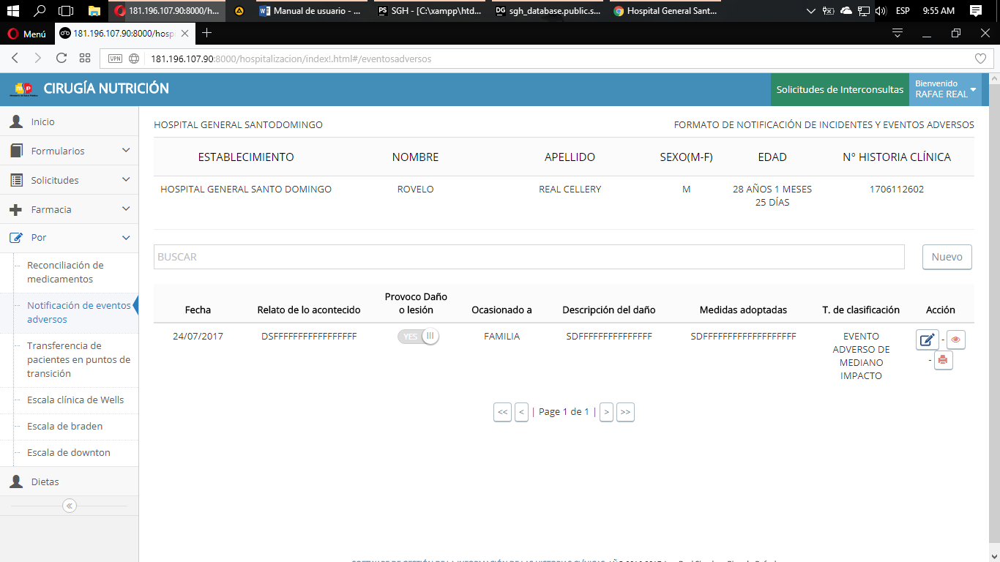 181.196.107.90:8000/h...
Manual de usuario - ...
SGH - [C:\xampp\htd...
sgh_database.public.s...
Hospital General Sant...
ESP
9:55 AM
Menú
181.196.107.90:8000/hosp
VPN
181.196.107.90:8000/hospitalizacion/index!.html#/eventosadversos
CIRUGÍA NUTRICIÓN
Solicitudes de Interconsultas
Bienvenido
RAFAE REAL
Inicio
Formularios
Solicitudes
Farmacia
Por
Reconciliación de
medicamentos
Notificación de eventos
adversos
Transferencia de
pacientes en puntos de
transición
Escala clínica de Wells
Escala de braden
Escala de downton
Dietas
HOSPITAL GENERAL SANTODOMINGO
FORMATO DE NOTIFICACIÓN DE INCIDENTES Y EVENTOS ADVERSOS
ESTABLECIMIENTO NOMBRE APELLIDO SEXO(M-F) EDAD Nº HISTORIA CLÍNICA
HOSPITAL GENERAL SANTO DOMINGO ROVELO REAL CELLERY M 28 AÑOS 1 MESES 1706112602
25 DÍAS
BUSCAR
Nuevo
Provoco Daño
Fecha Relato de lo acontecido o lesión Ocasionado a Descripción del daño Medidas adoptadas T. de clasificación Acción
24/07/2017 DSFFFFFFFFFFFFFFFFF YES FAMILIA SDFFFFFFFFFFFFFFF SDFFFFFFFFFFFFFFFFFFF EVENTO -
ADVERSO DE
- MEDIANO
IMPACTO
<< < | Page 1 de 1 | > >>